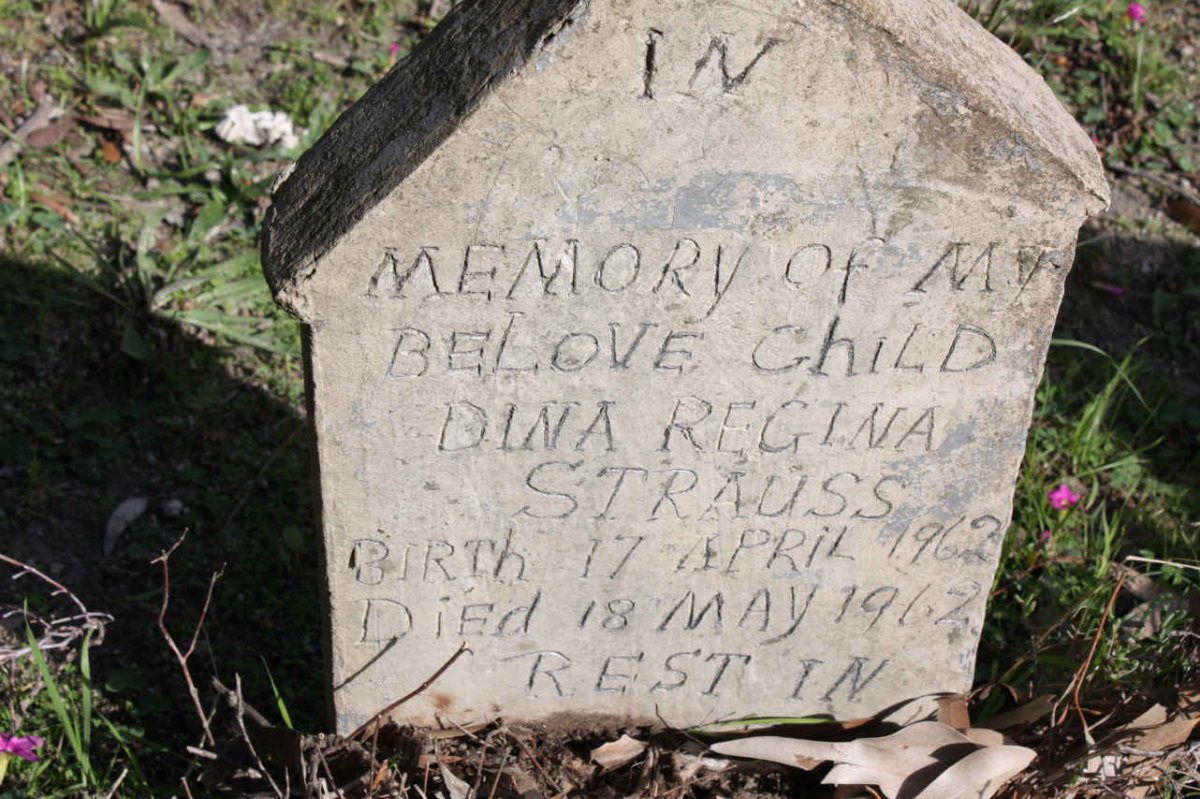 IN
MEMORY Of MY
BELOVE ChiLD
DINA REGINA
STRAUSS
BIRTh 17 APRiL 1962
DiEd 18 MAY 1962
REST IN